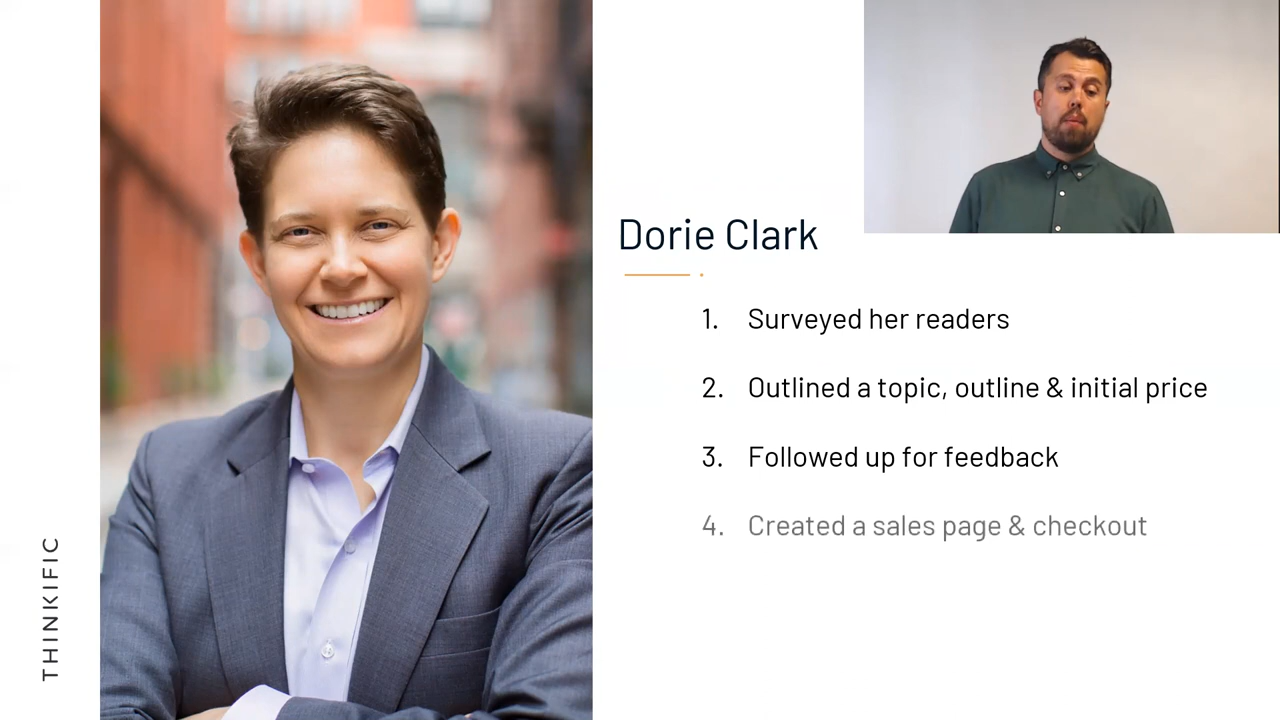 Dorie Clark
1. Surveyed her readers
2. Outlined a topic, outline & initial price
3. Followed up for feedback
4. Created a sales page & checkout
THINKIFIC